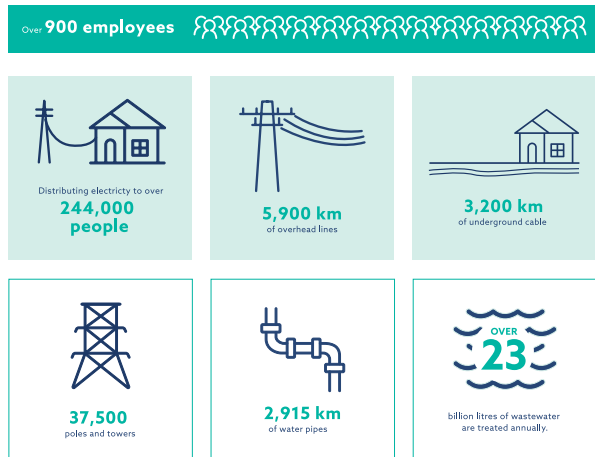 Over 900 employees
Distributing electricty to over
244,000
people
5,900 km
of overhead lines
3,200 km
of underground cable
37,500
poles and towers
2,915 km
of water pipes
OVER
23
billion litres of wastewater
are treated annually.